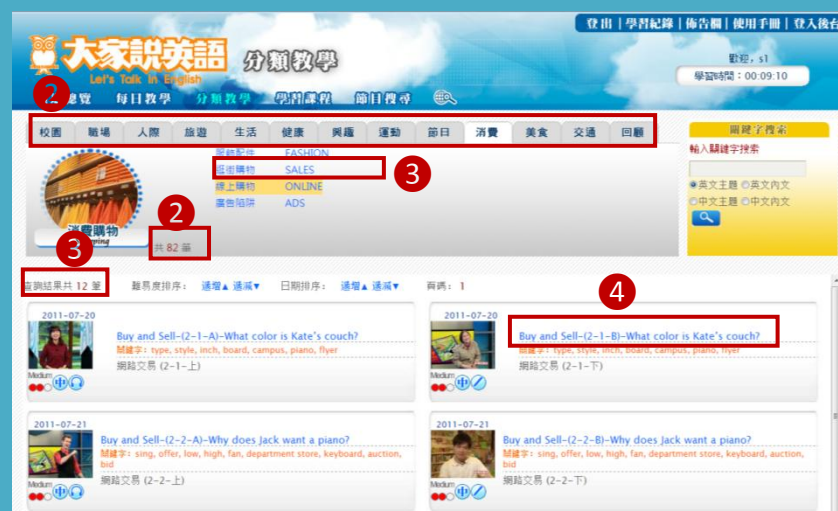 登出 | 學習紀錄 | 佈告欄 | 使用手冊 | 登入後台
大家說英語
Let's Talk in English
分類教學
歡迎, s1
學習時間：00:09:10
2
總覽 每日教學 分類教學 學習課程 節目搜尋
校園 職場 人際 旅遊 生活 健康 興趣 運動 節日 消費 美食 交通 回顧
關鍵字搜索
輸入關鍵字搜索
英文主題 英文內文
中文主題 中文內文
服飾配件 FASHION
逛街購物 SALES
3
線上購物 ONLINE
廣告陷阱 ADS
2
消費購物
共 82 筆
3
查詢結果共 12 筆 難易度排序： 遞增▲ 遞減▼ 日期排序： 遞增▲ 遞減▼ 頁碼： 1
4
2011-07-20
Buy and Sell-(2-1-A)-What color is Kate's couch?
關鍵字: type, style, inch, board, campus, piano, flyer
網路交易 (2-1-上)
Medium
中
2011-07-20
Buy and Sell-(2-1-B)-What color is Kate's couch?
關鍵字: type, style, inch, board, campus, piano, flyer
網路交易 (2-1-下)
Medium
中
2011-07-21
Buy and Sell-(2-2-A)-Why does Jack want a piano?
關鍵字: sing, offer, low, high, fan, department store, keyboard, auction,
bid
網路交易 (2-2-上)
Medium
中
2011-07-21
Buy and Sell-(2-2-B)-Why does Jack want a piano?
關鍵字: sing, offer, low, high, fan, department store, keyboard, auction,
bid
網路交易 (2-2-下)
Medium
中